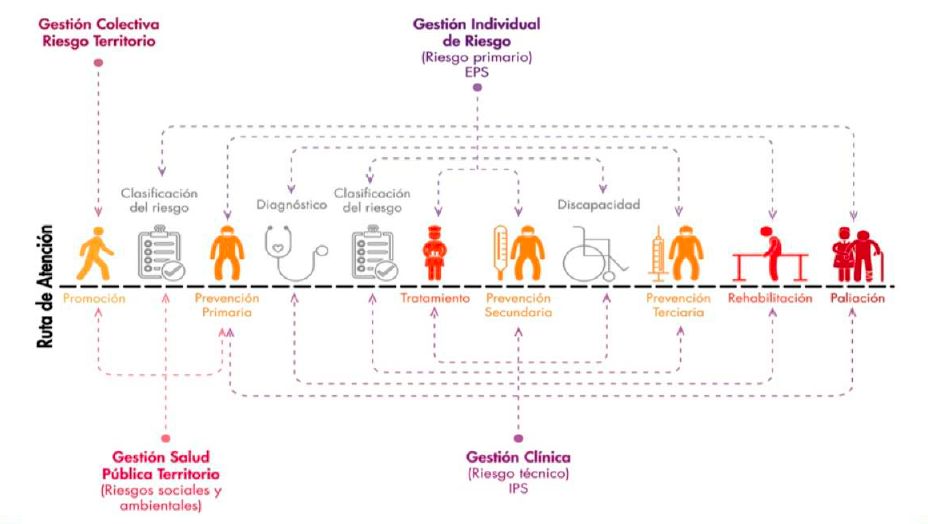 Gestión Colectiva
Riesgo Territorio
Gestión Individual
de Riesgo
(Riesgo primario)
EPS
Clasificación
del riesgo
Diagnóstico
Clasificación
del riesgo
Discapacidad
Ruta de Atención
Promoción
Prevención
Primaria
Tratamiento
Prevención
Secundaria
Prevención
Terciaria
Rehabilitación
Paliación
Gestión Salud
Pública Territorio
(Riesgos sociales y
ambientales)
Gestión Clínica
(Riesgo técnico)
IPS